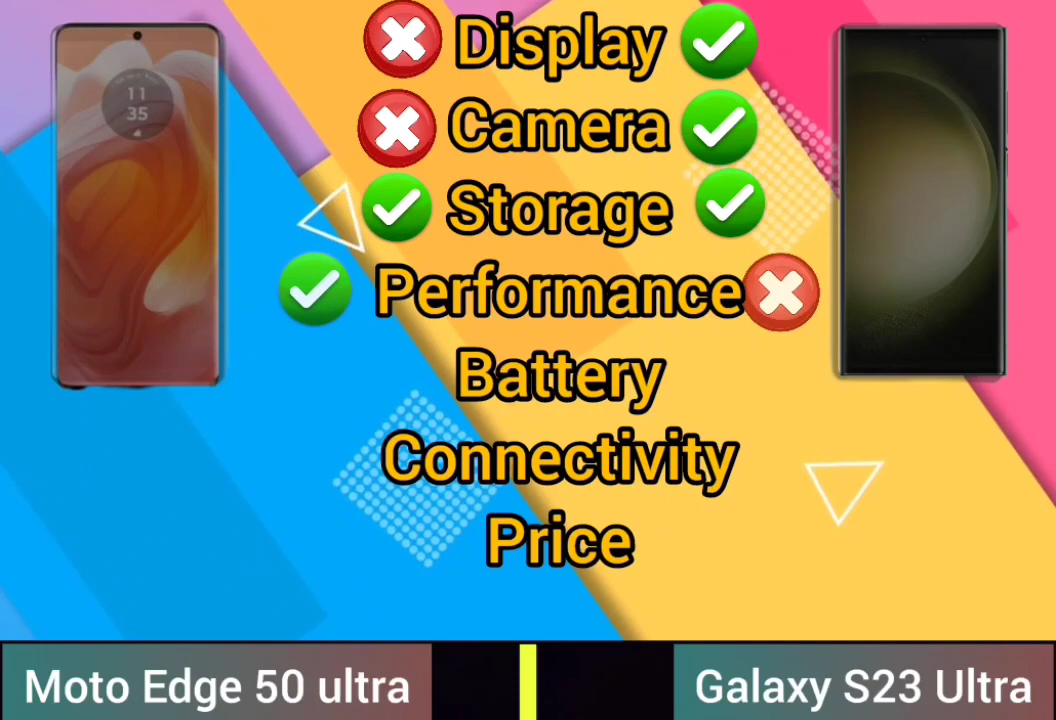 Display
Camera
11
35
Storage
Performance
Battery
Connectivity
Price
Moto Edge 50 ultra
Galaxy S23 Ultra